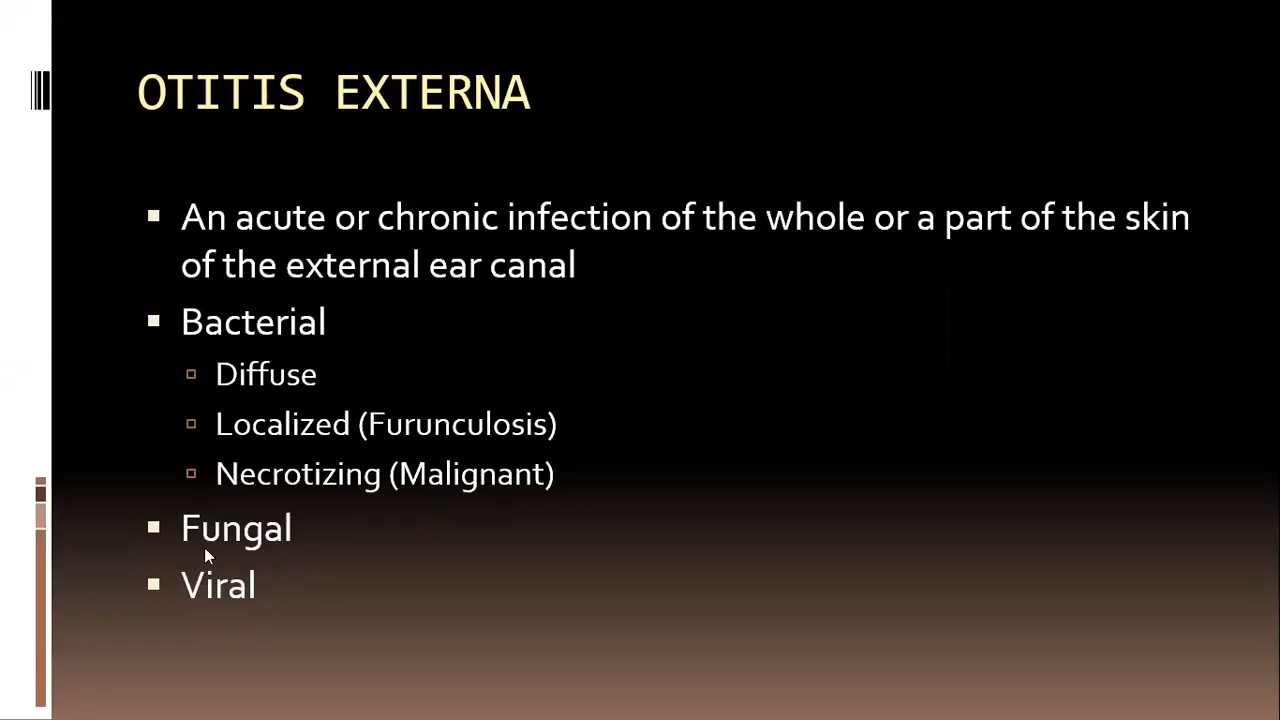 OTITIS EXTERNA
An acute or chronic infection of the whole or a part of the skin
of the external ear canal
Bacterial
Diffuse
Localized (Furunculosis)
Necrotizing (Malignant)
Fungal
Viral